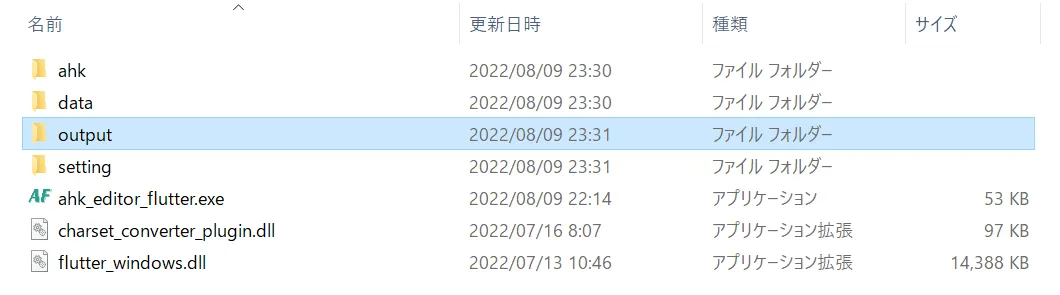 名前 更新日時 種類 サイズ
ahk 2022/08/09 23:30 ファイル フォルダー
data 2022/08/09 23:30 ファイル フォルダー
output 2022/08/09 23:31 ファイル フォルダー
setting 2022/08/09 23:31 ファイル フォルダー
AF ahk_editor_flutter.exe 2022/08/09 22:14 アプリケーション 53 KB
charset_converter_plugin.dll 2022/07/16 8:07 アプリケーション拡張 97 KB
flutter_windows.dll 2022/07/13 10:46 アプリケーション拡張 14,388 KB